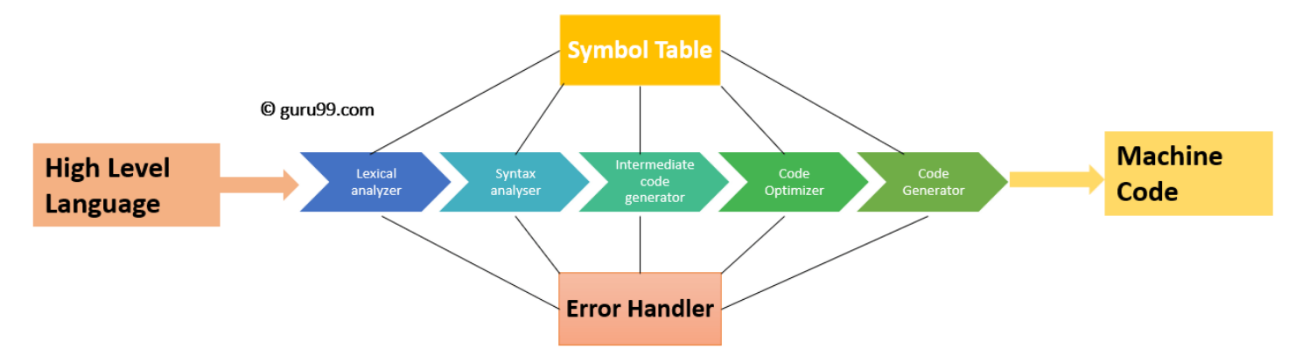 Symbol Table
© guru99.com
High Level
Language
Lexical
analyzer
Syntax
analyser
Intermediate
code
generator
Code
Optimizer
Code
Generator
Machine
Code
Error Handler